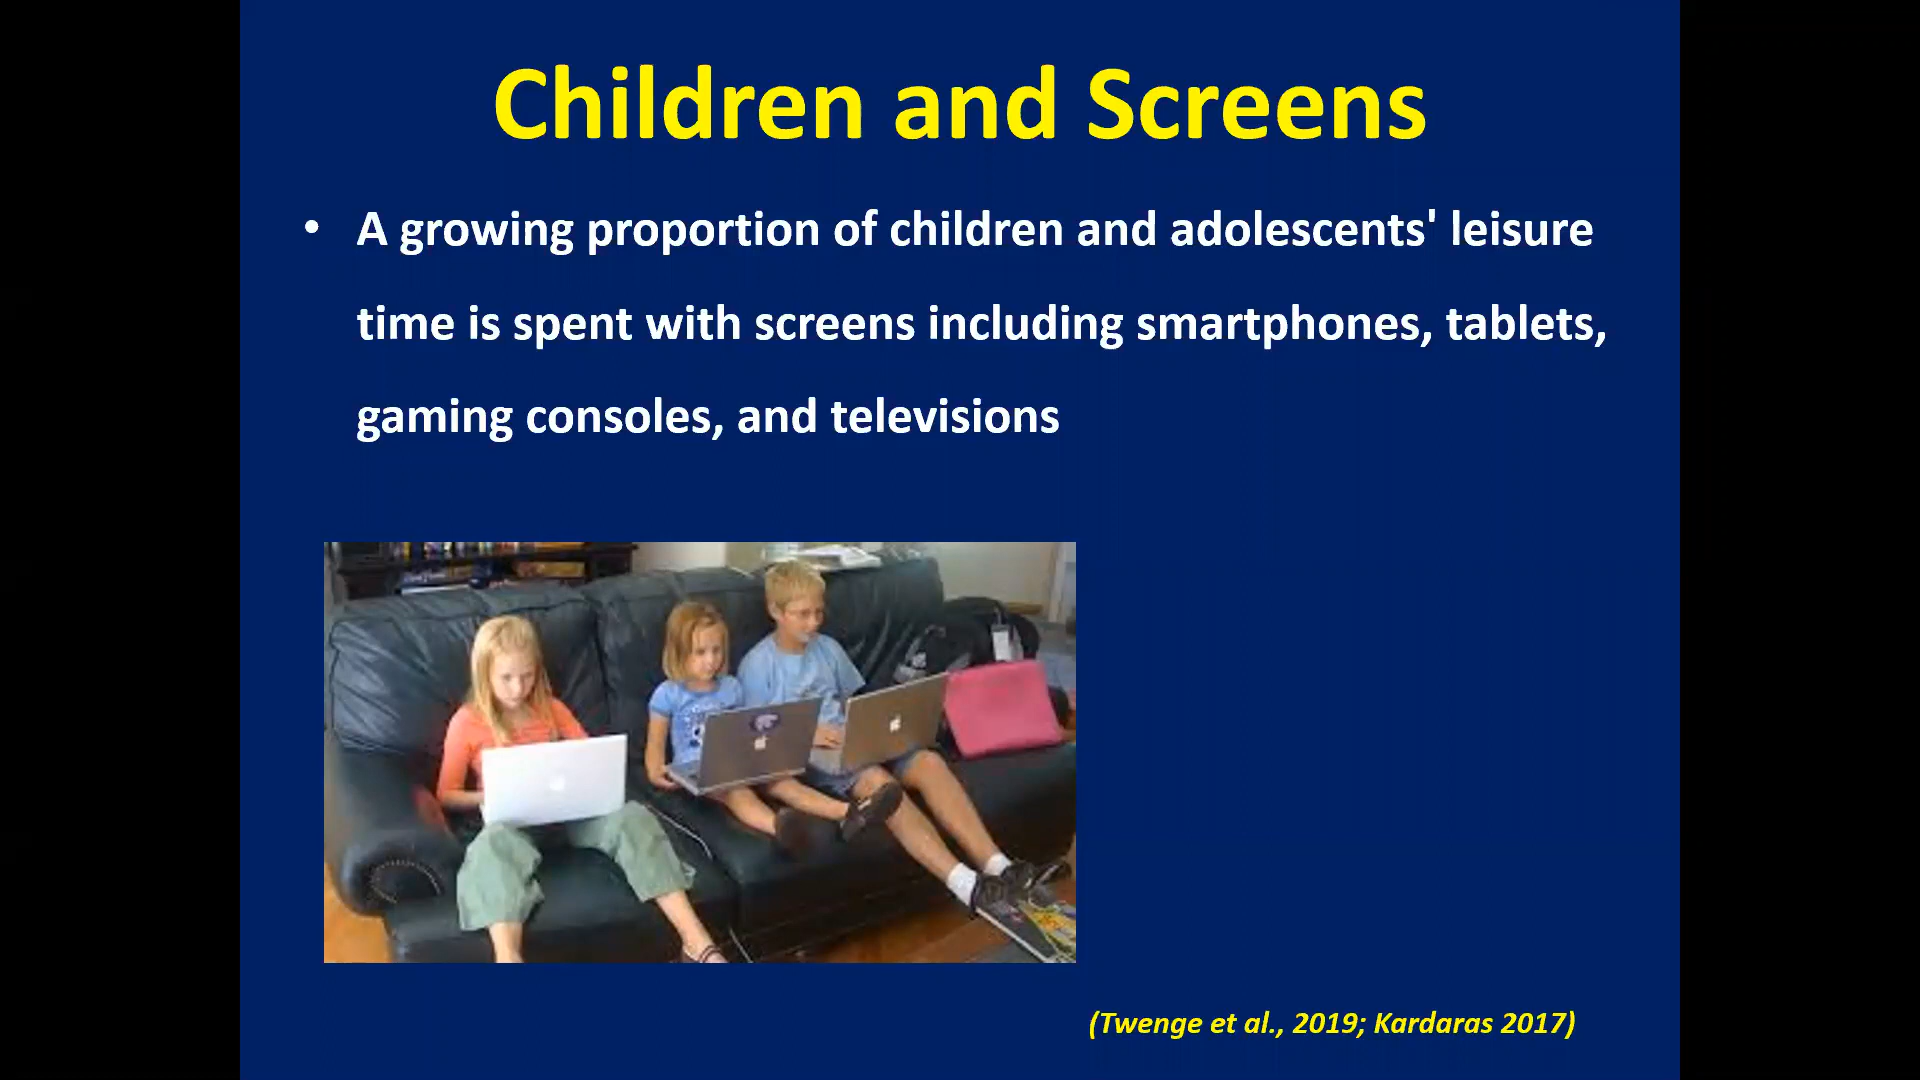 Children and Screens
• A growing proportion of children and adolescents' leisure
time is spent with screens including smartphones, tablets,
gaming consoles, and televisions
(Twenge et al., 2019; Kardaras 2017)